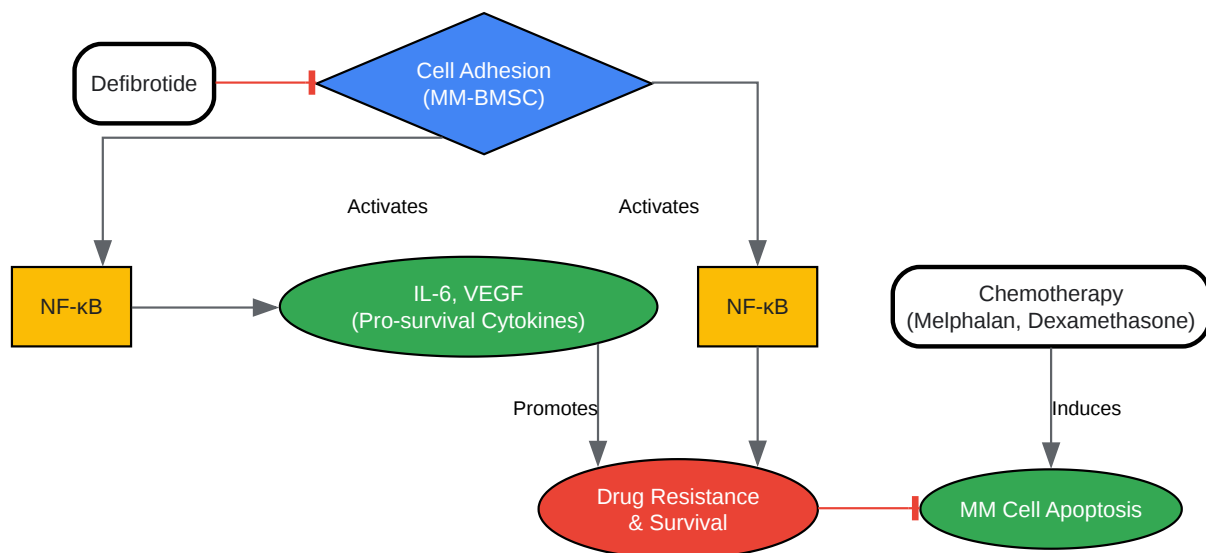 Defibrotide
Cell Adhesion
(MM-BMSC)
Activates
Activates
NF-κB
IL-6, VEGF
(Pro-survival Cytokines)
NF-κB
Chemotherapy
(Melphalan, Dexamethasone)
Promotes
Induces
Drug Resistance
& Survival
MM Cell Apoptosis